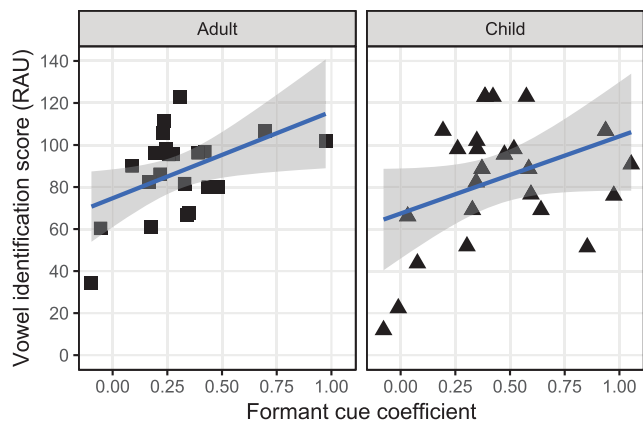 Adult Child
Vowel identification score (RAU)
140
120
100
80
60
40
20
0
0.00 0.25 0.50 0.75 1.00 0.00 0.25 0.50 0.75 1.00
Formant cue coefficient